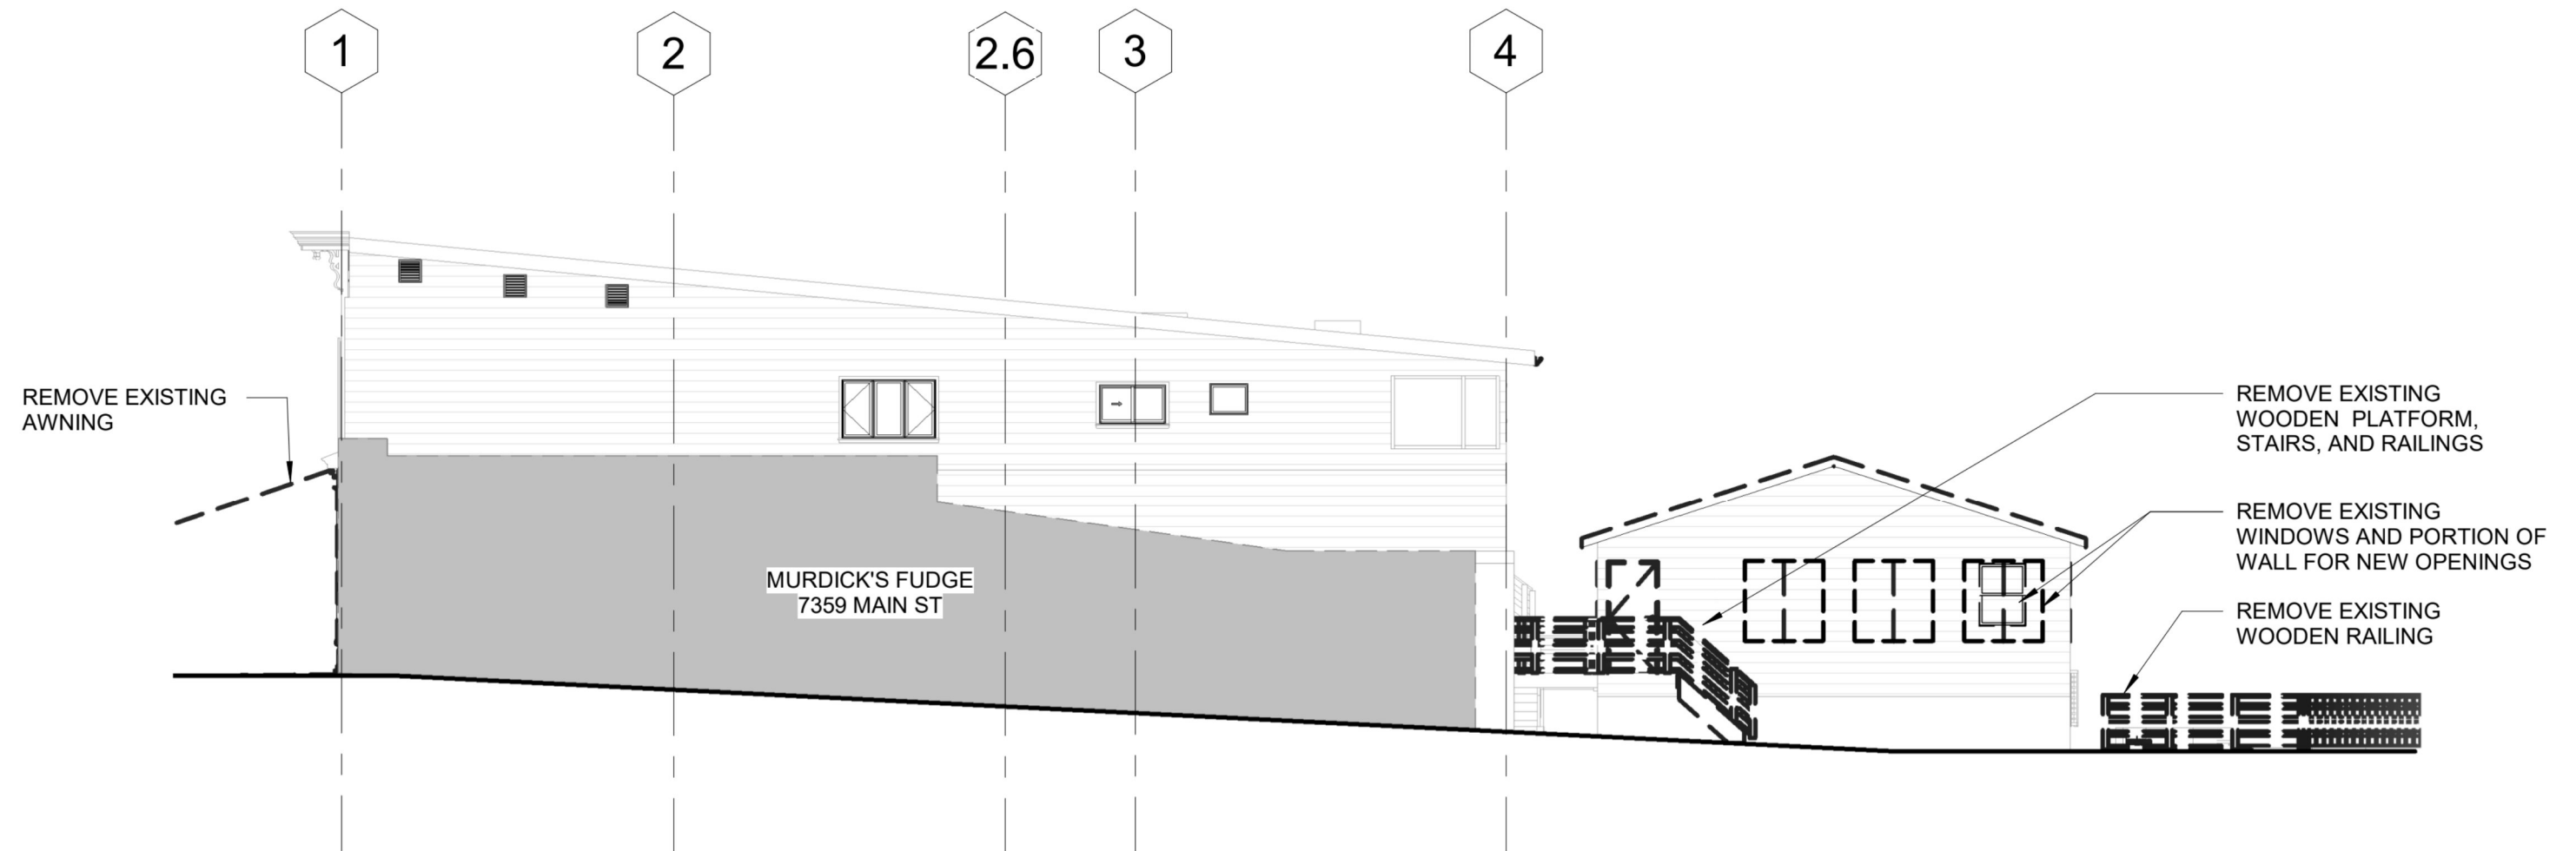 1
2
2.6
3
4
REMOVE EXISTING
AWNING
MURDICK'S FUDGE
7359 MAIN ST
REMOVE EXISTING
WOODEN PLATFORM,
STAIRS, AND RAILINGS
REMOVE EXISTING
WINDOWS AND PORTION OF
WALL FOR NEW OPENINGS
REMOVE EXISTING
WOODEN RAILING